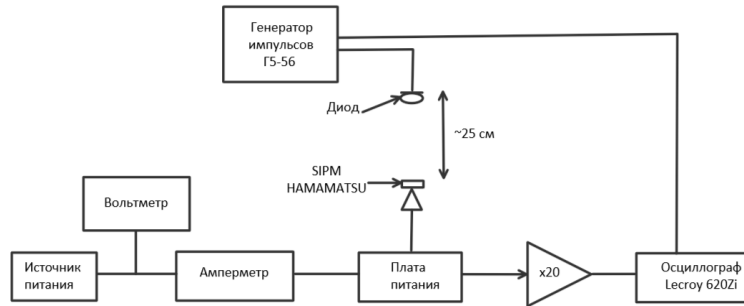 Генератор
импульсов
Г5-56
Диод
~25 см
SIPM
HAMAMATSU
Вольтметр
Источник
питания
Амперметр
Плата
питания
x20
Осциллограф
Lecroy 620Zi